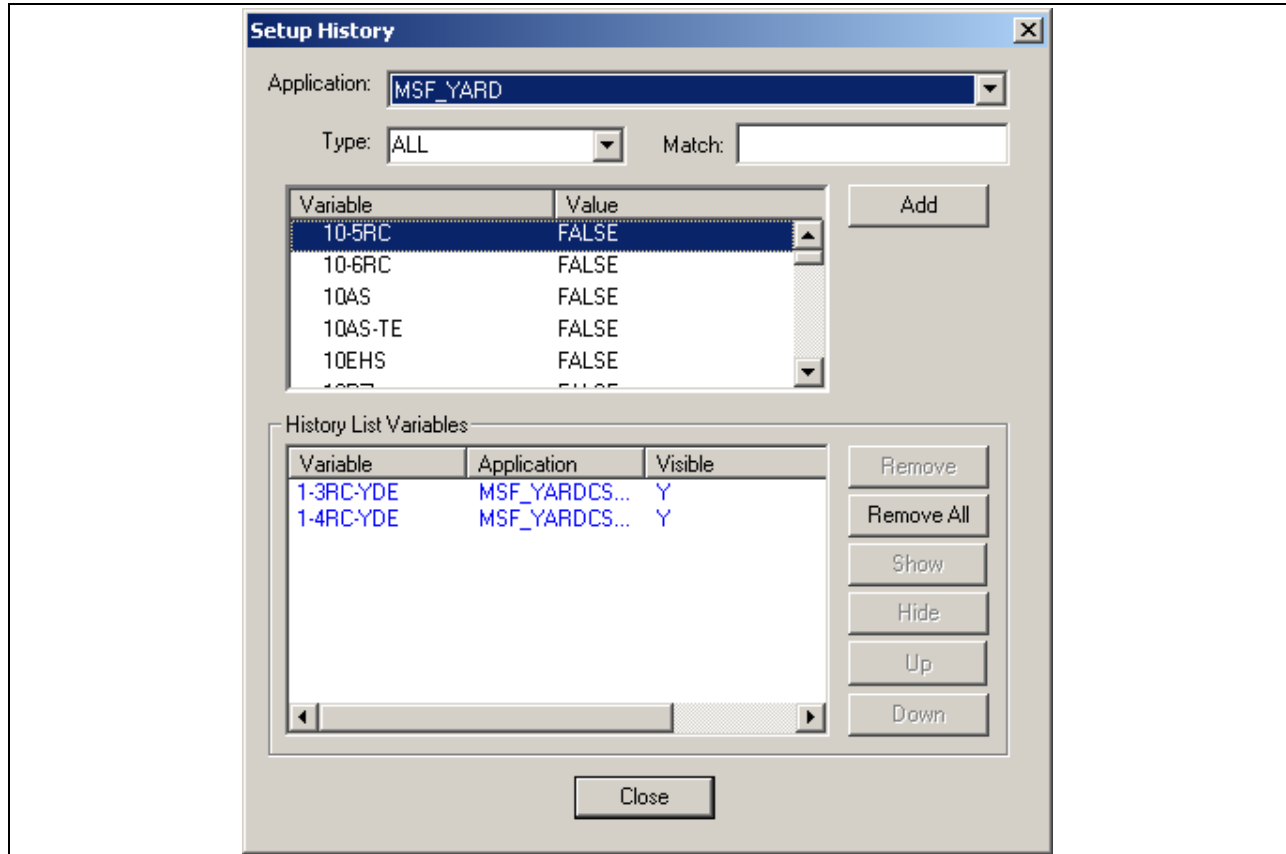 Setup History
Application: MSF_YARD
Type: ALL Match:
Variable Value
10-5RC FALSE
10-6RC FALSE
10AS FALSE
10AS-TE FALSE
10EHS FALSE
Add
History List Variables
Variable Application Visible
1-3RC-YDE MSF_YARDCS... Y
1-4RC-YDE MSF_YARDCS... Y
Remove
Remove All
Show
Hide
Up
Down
Close